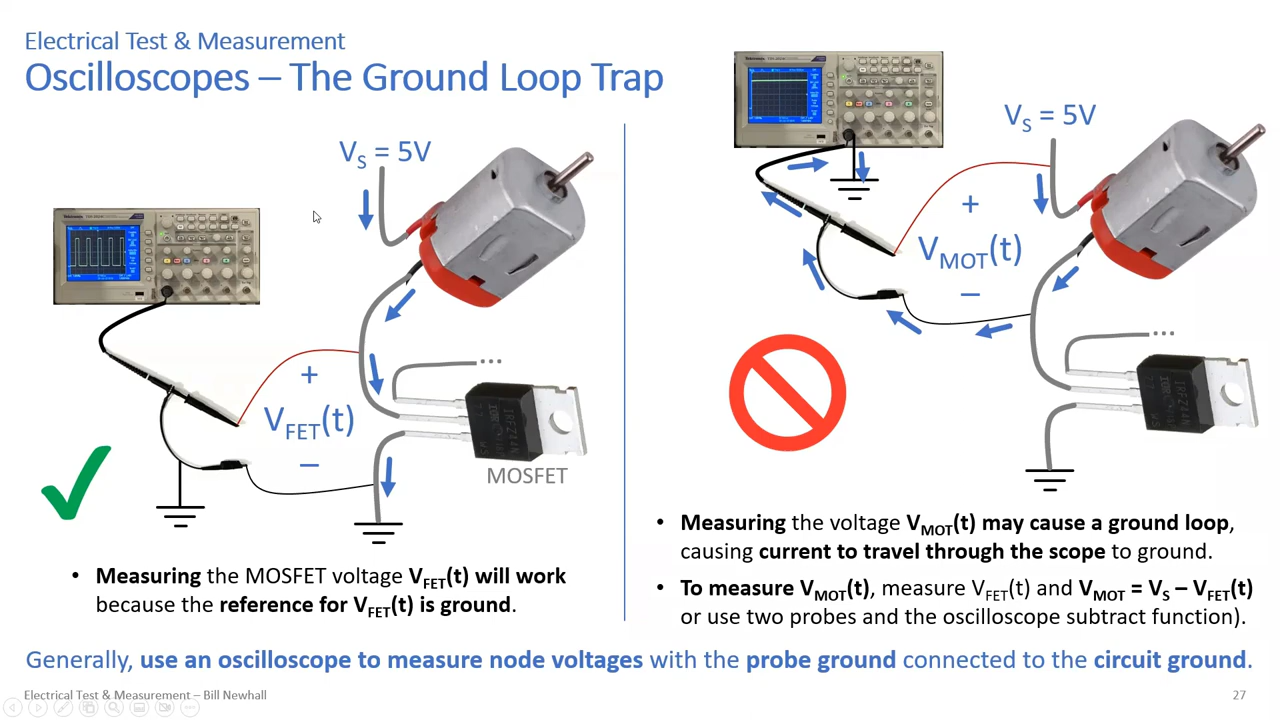 Electrical Test & Measurement
Oscilloscopes – The Ground Loop Trap
V_S = 5V
Tektronix
+
V_FET(t)
–
...
IRFZ44N
MOSFET
• Measuring the MOSFET voltage V_FET(t) will work
because the reference for V_FET(t) is ground.
Tektronix
V_S = 5V
+
V_MOT(t)
–
...
IRFZ44N
• Measuring the voltage V_MOT(t) may cause a ground loop,
causing current to travel through the scope to ground.
• To measure V_MOT(t), measure V_FET(t) and V_MOT = V_S – V_FET(t)
or use two probes and the oscilloscope subtract function).
Generally, use an oscilloscope to measure node voltages with the probe ground connected to the circuit ground.
Electrical Test & Measurement – Bill Newhall
27